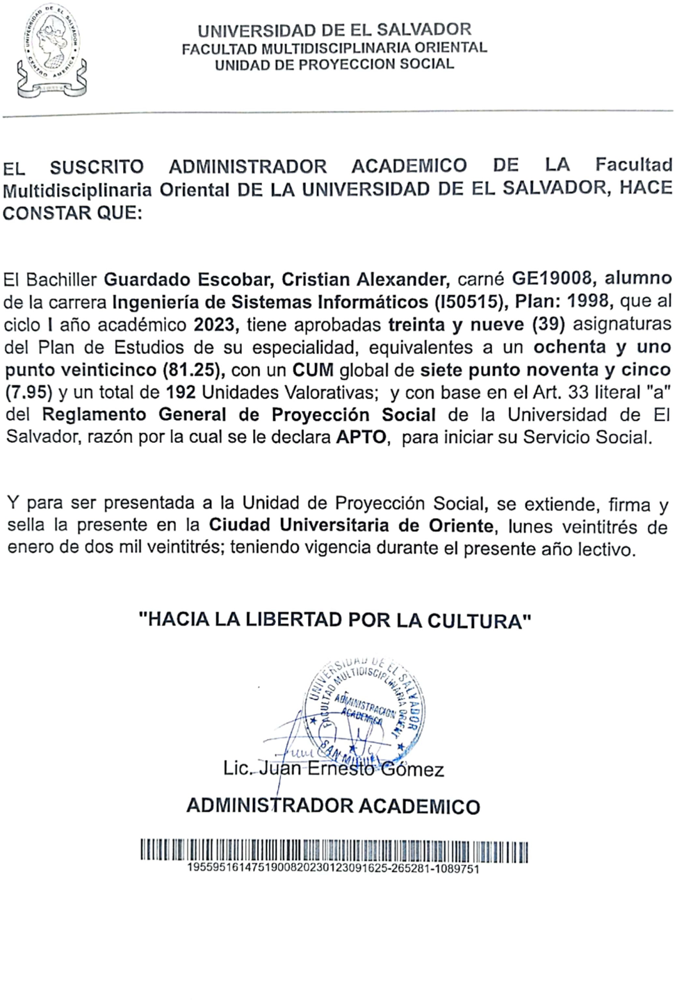 UNIVERSIDAD DE EL SALVADOR
CENTRO AMERICA
UNIVERSIDAD DE EL SALVADOR
FACULTAD MULTIDISCIPLINARIA ORIENTAL
UNIDAD DE PROYECCION SOCIAL
EL SUSCRITO ADMINISTRADOR ACADEMICO DE LA Facultad
Multidisciplinaria Oriental DE LA UNIVERSIDAD DE EL SALVADOR, HACE
CONSTAR QUE:
El Bachiller Guardado Escobar, Cristian Alexander, carné GE19008, alumno
de la carrera Ingeniería de Sistemas Informáticos (I50515), Plan: 1998, que al
ciclo I año académico 2023, tiene aprobadas treinta y nueve (39) asignaturas
del Plan de Estudios de su especialidad, equivalentes a un ochenta y uno
punto veinticinco (81.25), con un CUM global de siete punto noventa y cinco
(7.95) y un total de 192 Unidades Valorativas; y con base en el Art. 33 literal "a"
del Reglamento General de Proyección Social de la Universidad de El
Salvador, razón por la cual se le declara APTO, para iniciar su Servicio Social.
Y para ser presentada a la Unidad de Proyección Social, se extiende, firma y
sella la presente en la Ciudad Universitaria de Oriente, lunes veintitrés de
enero de dos mil veintitrés; teniendo vigencia durante el presente año lectivo.
"HACIA LA LIBERTAD POR LA CULTURA"
UNIVERSIDAD DE EL SALVADOR
FACULTAD MULTIDISCIPLINARIA ORIENT
ADMINISTRACION
ACADEMICA
SAN MIGUEL
Lic. Juan Ernesto Gómez
ADMINISTRADOR ACADEMICO
195595161475190082023012309​1625-265281-1089751